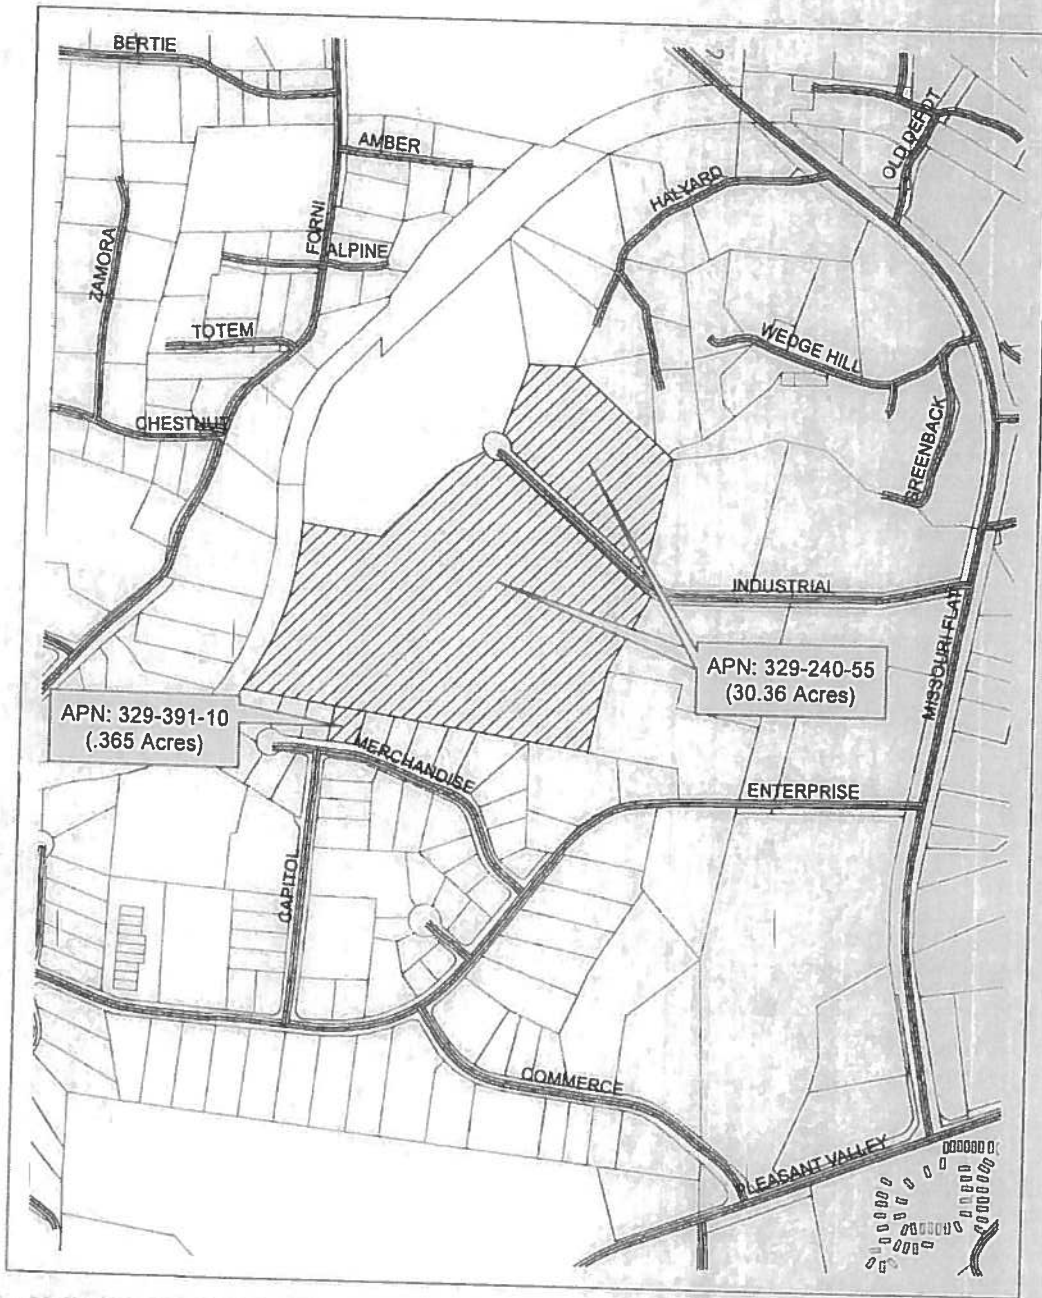 BERTIE
AMBER
OLD DEPOT
HALYARD
FORNI
ALPINE
ZAMORA
TOTEM
WEDGE HILL
CHESTNUT
GREENBACK
INDUSTRIAL
MISSOURI FLAT
APN: 329-240-55
(30.36 Acres)
APN: 329-391-10
(.365 Acres)
MERCHANDISE
ENTERPRISE
CAPITOL
COMMERCE
PLEASANT VALLEY